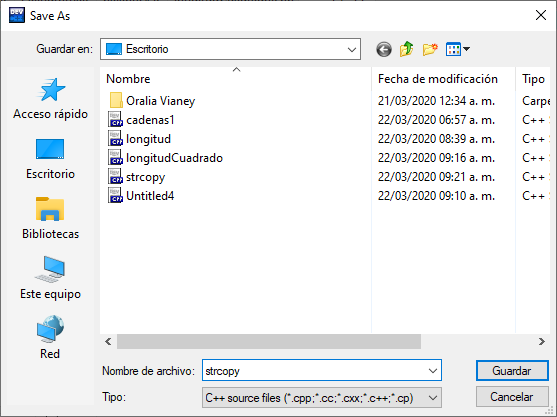 Save As
Guardar en: Escritorio
Nombre Fecha de modificación Tipo
Oralia Vianey 21/03/2020 12:34 a. m. Carpe
cadenas1 22/03/2020 06:57 a. m. C++
longitud 22/03/2020 08:39 a. m. C++
longitudCuadrado 22/03/2020 09:16 a. m. C++
strcopy 22/03/2020 09:21 a. m. C++
Untitled4 22/03/2020 09:10 a. m. C++
Acceso rápido
Escritorio
Bibliotecas
Este equipo
Red
Nombre de archivo: strcopy Guardar
Tipo: C++ source files (*.cpp;*.cc;*.cxx;*.c++;*.cp) Cancelar